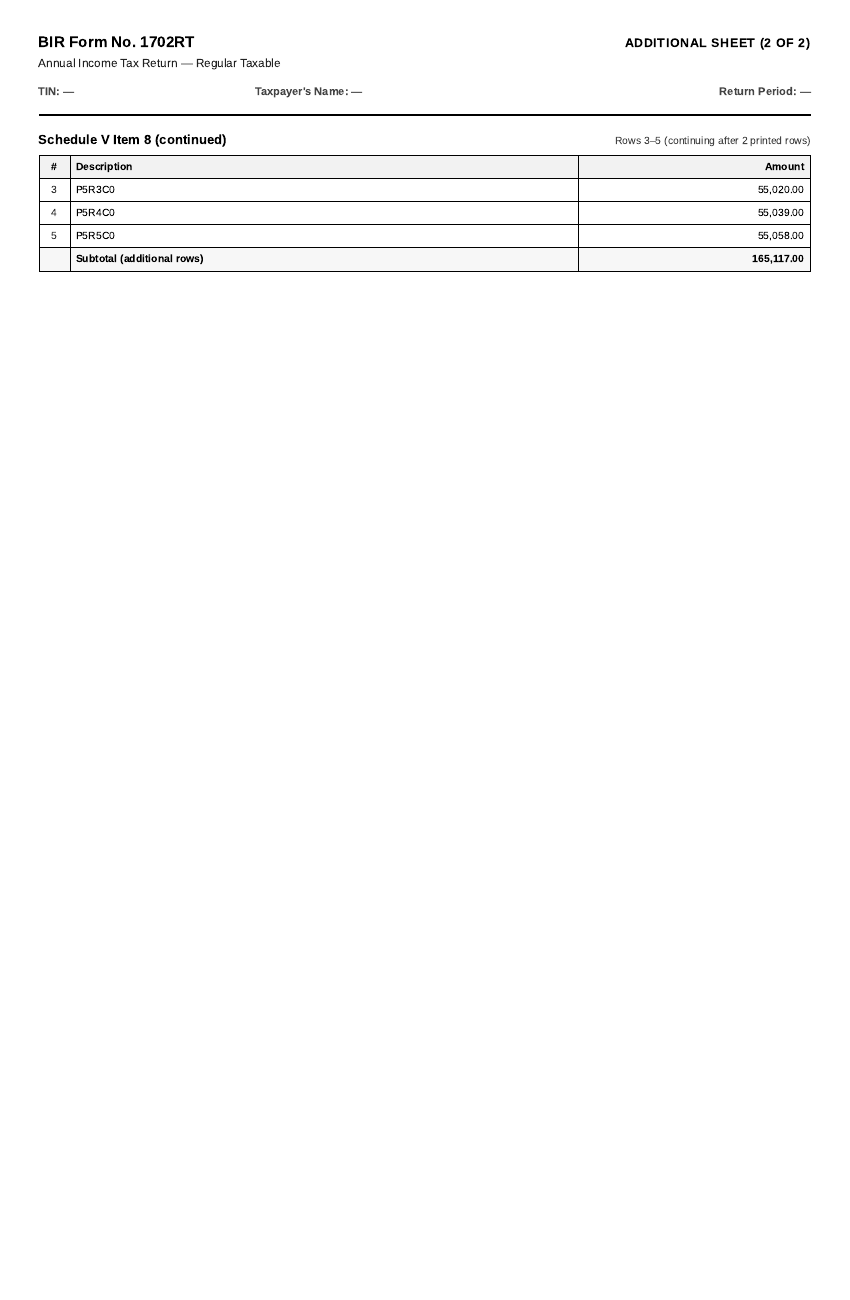 BIR Form No. 1702RT
ADDITIONAL SHEET (2 OF 2)
Annual Income Tax Return — Regular Taxable
TIN: — Taxpayer's Name: — Return Period: —
Schedule V Item 8 (continued) Rows 3–5 (continuing after 2 printed rows)
# Description Amount
3 P5R3C0 55,020.00
4 P5R4C0 55,039.00
5 P5R5C0 55,058.00
Subtotal (additional rows) 165,117.00